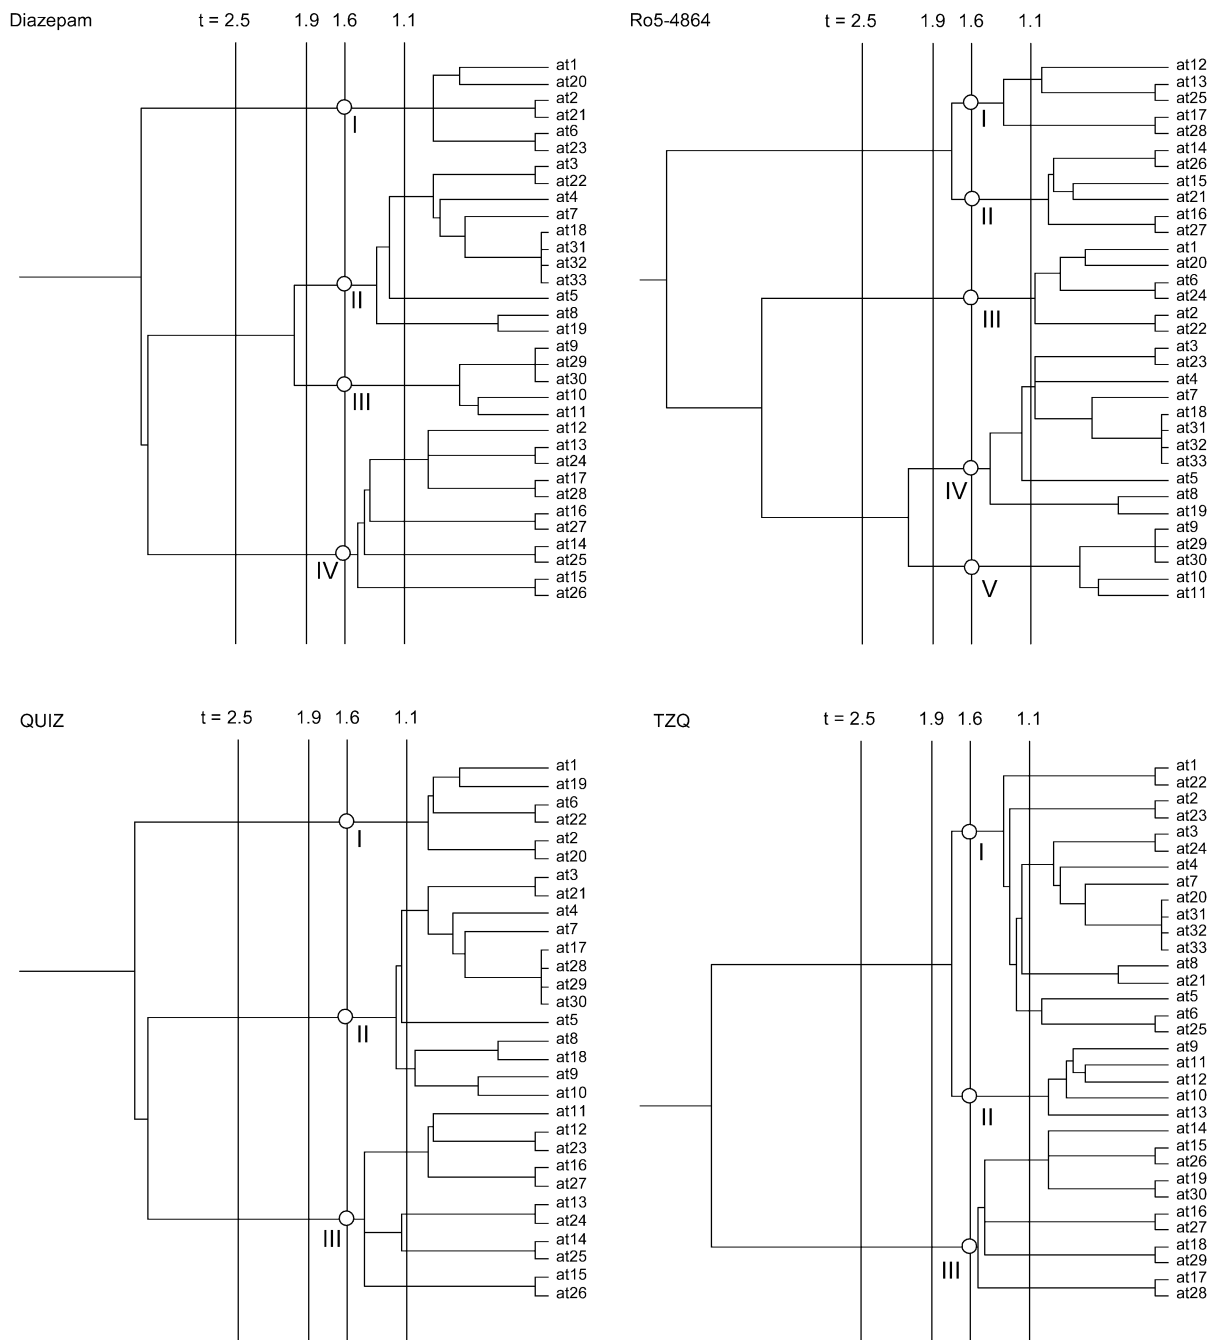 Diazepam t = 2.5 1.9 1.6 1.1
at1
at20
at2
at21
I
at6
at23
at3
at22
at4
at7
at18
at31
at32
at33
II
at5
at8
at19
at9
at29
at30
III
at10
at11
at12
at13
at24
at17
at28
at16
at27
at14
at25
IV
at15
at26
Ro5-4864 t = 2.5 1.9 1.6 1.1
at12
at13
at25
I
at17
at28
at14
at26
at15
at21
II
at16
at27
at1
at20
at6
at24
III
at2
at22
at3
at23
at4
at7
at18
at31
at32
at33
at5
IV
at8
at19
at9
at29
at30
at10
V
at11
QUIZ t = 2.5 1.9 1.6 1.1
at1
at19
at6
at22
I
at2
at20
at3
at21
at4
at7
at17
at28
at29
at30
at5
II
at8
at18
at9
at10
at11
at12
at23
at16
at27
at13
at24
III
at14
at25
at15
at26
TZQ t = 2.5 1.9 1.6 1.1
at1
at22
at2
at23
at3
at24
I
at4
at7
at20
at31
at32
at33
at8
at21
at5
at6
at25
at9
at11
at12
at10
II
at13
at14
at15
at26
at19
at30
at16
at27
at18
at29
III
at17
at28